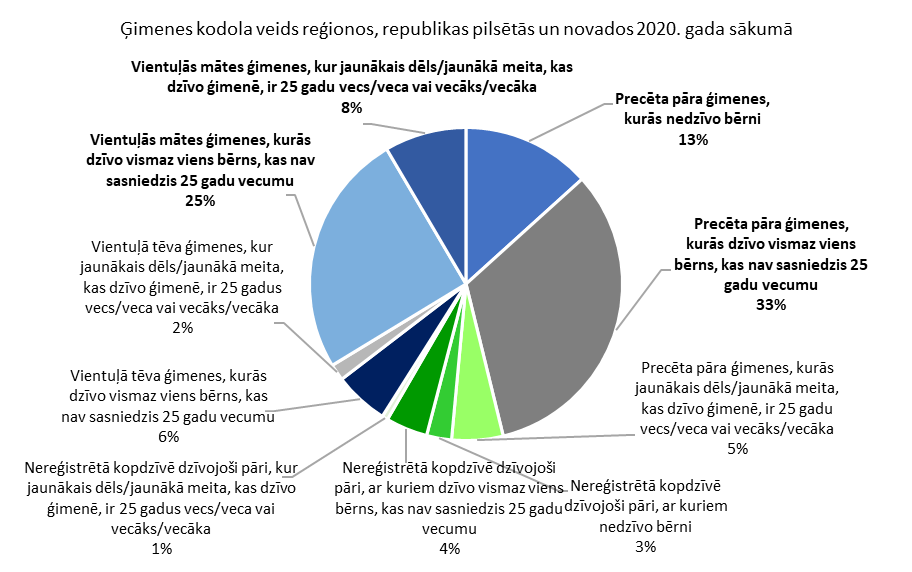 Ģimenes kodola veids reģionos, republikas pilsētās un novados 2020. gada sākumā
Vientuļās mātes ģimenes, kur jaunākais dēls/jaunākā meita, kas
dzīvo ģimenē, ir 25 gadu vecs/veca vai vecāks/vecāka
8%
Precēta pāra ģimenes,
kurās nedzīvo bērni
13%
Vientuļās mātes ģimenes, kurās
dzīvo vismaz viens bērns, kas nav
sasniedzis 25 gadu vecumu
25%
Precēta pāra ģimenes,
kurās dzīvo vismaz viens
bērns, kas nav sasniedzis 25
gadu vecumu
33%
Vientuļā tēva ģimenes, kur
jaunākais dēls/jaunākā meita,
kas dzīvo ģimenē, ir 25 gadus
vecs/veca vai vecāks/vecāka
2%
Precēta pāra ģimenes, kurās
jaunākais dēls/jaunākā meita,
kas dzīvo ģimenē, ir 25 gadu
vecs/veca vai vecāks/vecāka
5%
Vientuļā tēva ģimenes, kurās
dzīvo vismaz viens bērns, kas
nav sasniedzis 25 gadu vecumu
6%
Nereģistrētā kopdzīvē dzīvojoši pāri, kur
jaunākais dēls/jaunākā meita, kas dzīvo
ģimenē, ir 25 gadus vecs/veca vai
vecāks/vecāka
1%
Nereģistrētā kopdzīvē dzīvojoši
pāri, ar kuriem dzīvo vismaz viens
bērns, kas nav sasniedzis 25 gadu
vecumu
4%
Nereģistrētā kopdzīvē
dzīvojoši pāri, ar kuriem
nedzīvo bērni
3%